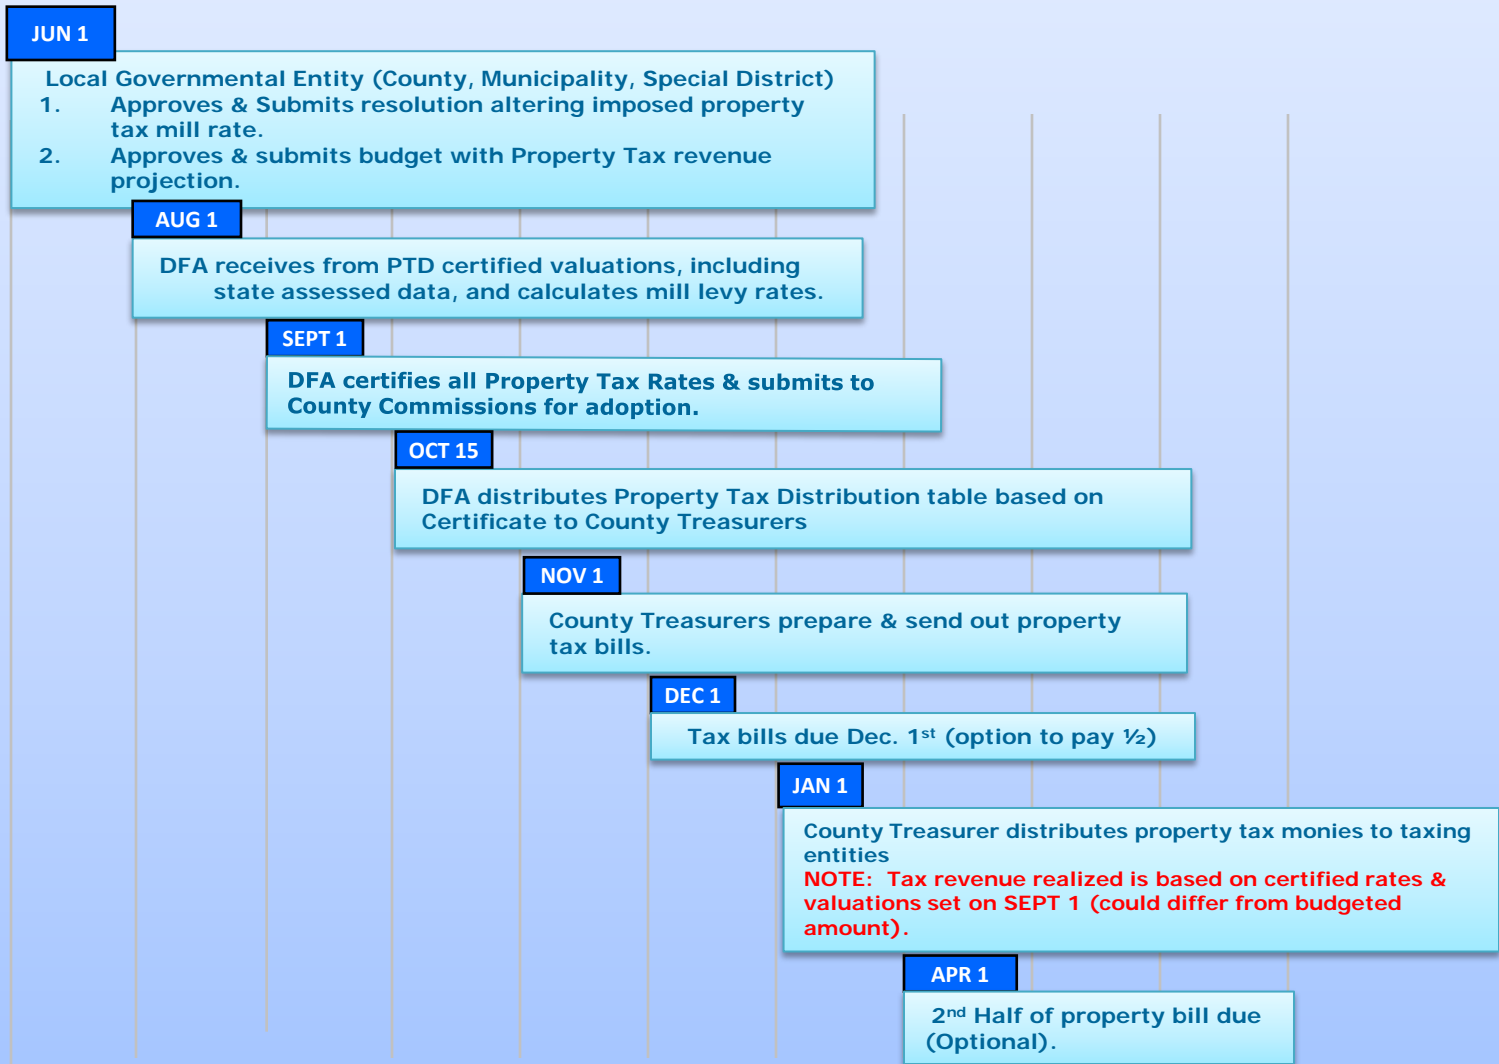 JUN 1
Local Governmental Entity (County, Municipality, Special District)
1. Approves & Submits resolution altering imposed property
tax mill rate.
2. Approves & submits budget with Property Tax revenue
projection.
AUG 1
DFA receives from PTD certified valuations, including
state assessed data, and calculates mill levy rates.
SEPT 1
DFA certifies all Property Tax Rates & submits to
County Commissions for adoption.
OCT 15
DFA distributes Property Tax Distribution table based on
Certificate to County Treasurers
NOV 1
County Treasurers prepare & send out property
tax bills.
DEC 1
Tax bills due Dec. 1st (option to pay ½)
JAN 1
County Treasurer distributes property tax monies to taxing
entities
NOTE: Tax revenue realized is based on certified rates &
valuations set on SEPT 1 (could differ from budgeted
amount).
APR 1
2nd Half of property bill due
(Optional).